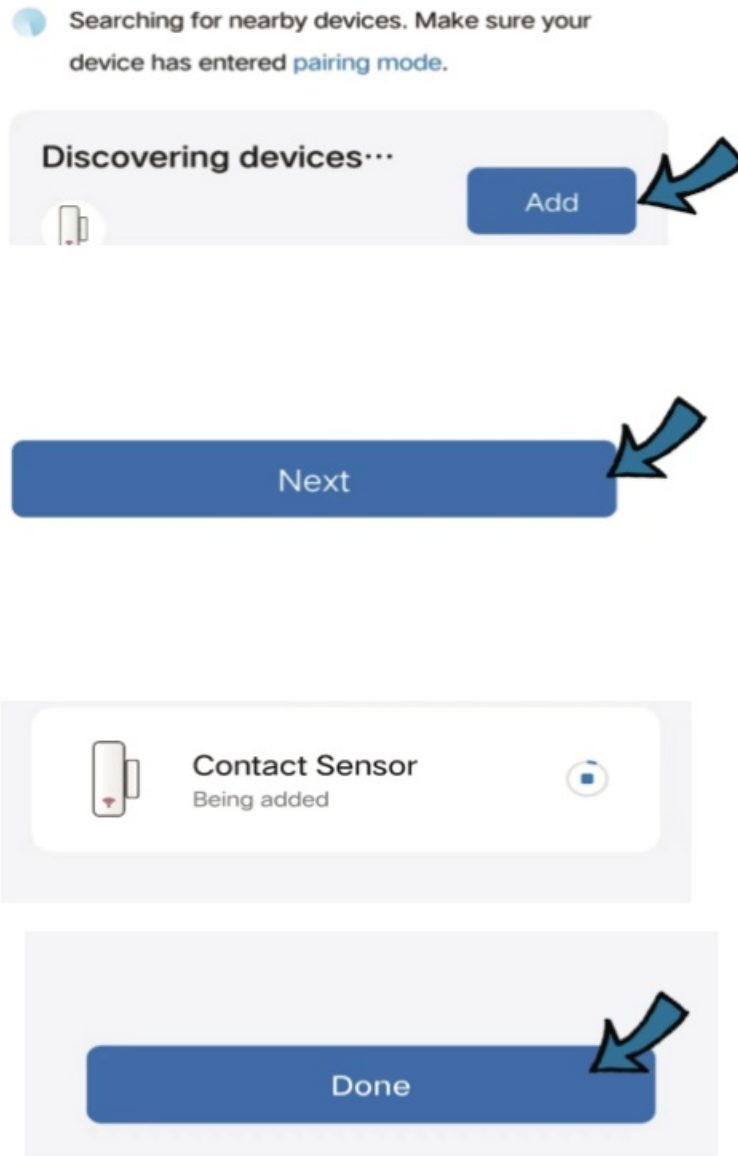 Searching for nearby devices. Make sure your
device has entered pairing mode.
Discovering devices···
Add
Next
Contact Sensor
Being added
Done